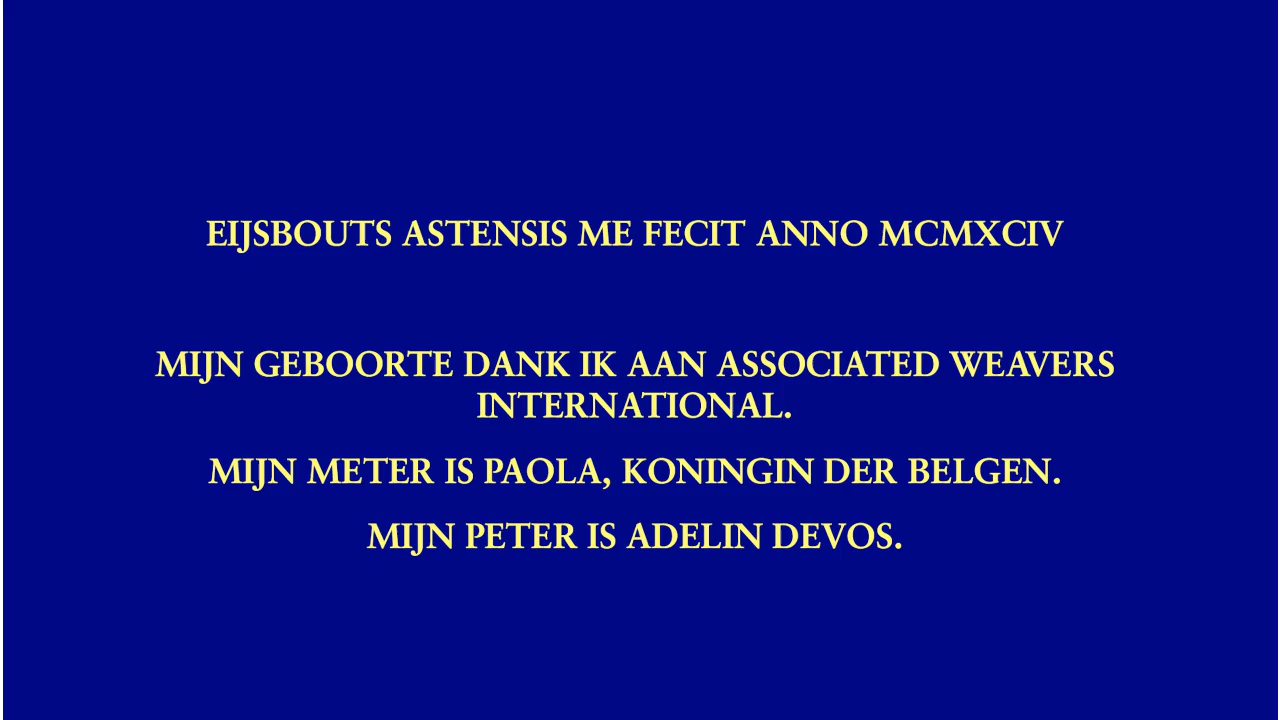 EIJSBOUTS ASTENSIS ME FECIT ANNO MCMXCIV
MIJN GEBOORTE DANK IK AAN ASSOCIATED WEAVERS
INTERNATIONAL.
MIJN METER IS PAOLA, KONINGIN DER BELGEN.
MIJN PETER IS ADELIN DEVOS.